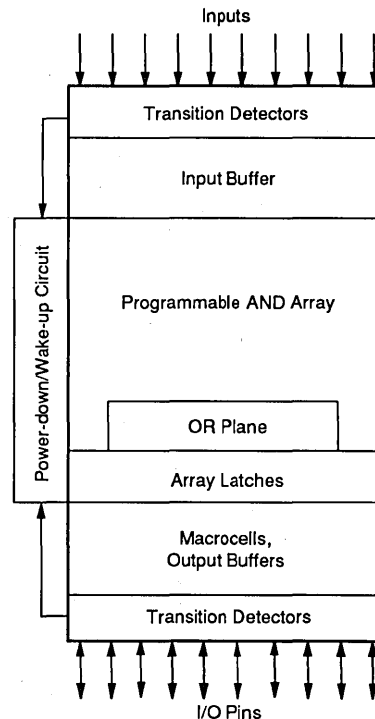 Inputs
Transition Detectors
Input Buffer
Power-down/Wake-up Circuit
Programmable AND Array
OR Plane
Array Latches
Macrocells,
Output Buffers
Transition Detectors
I/O Pins